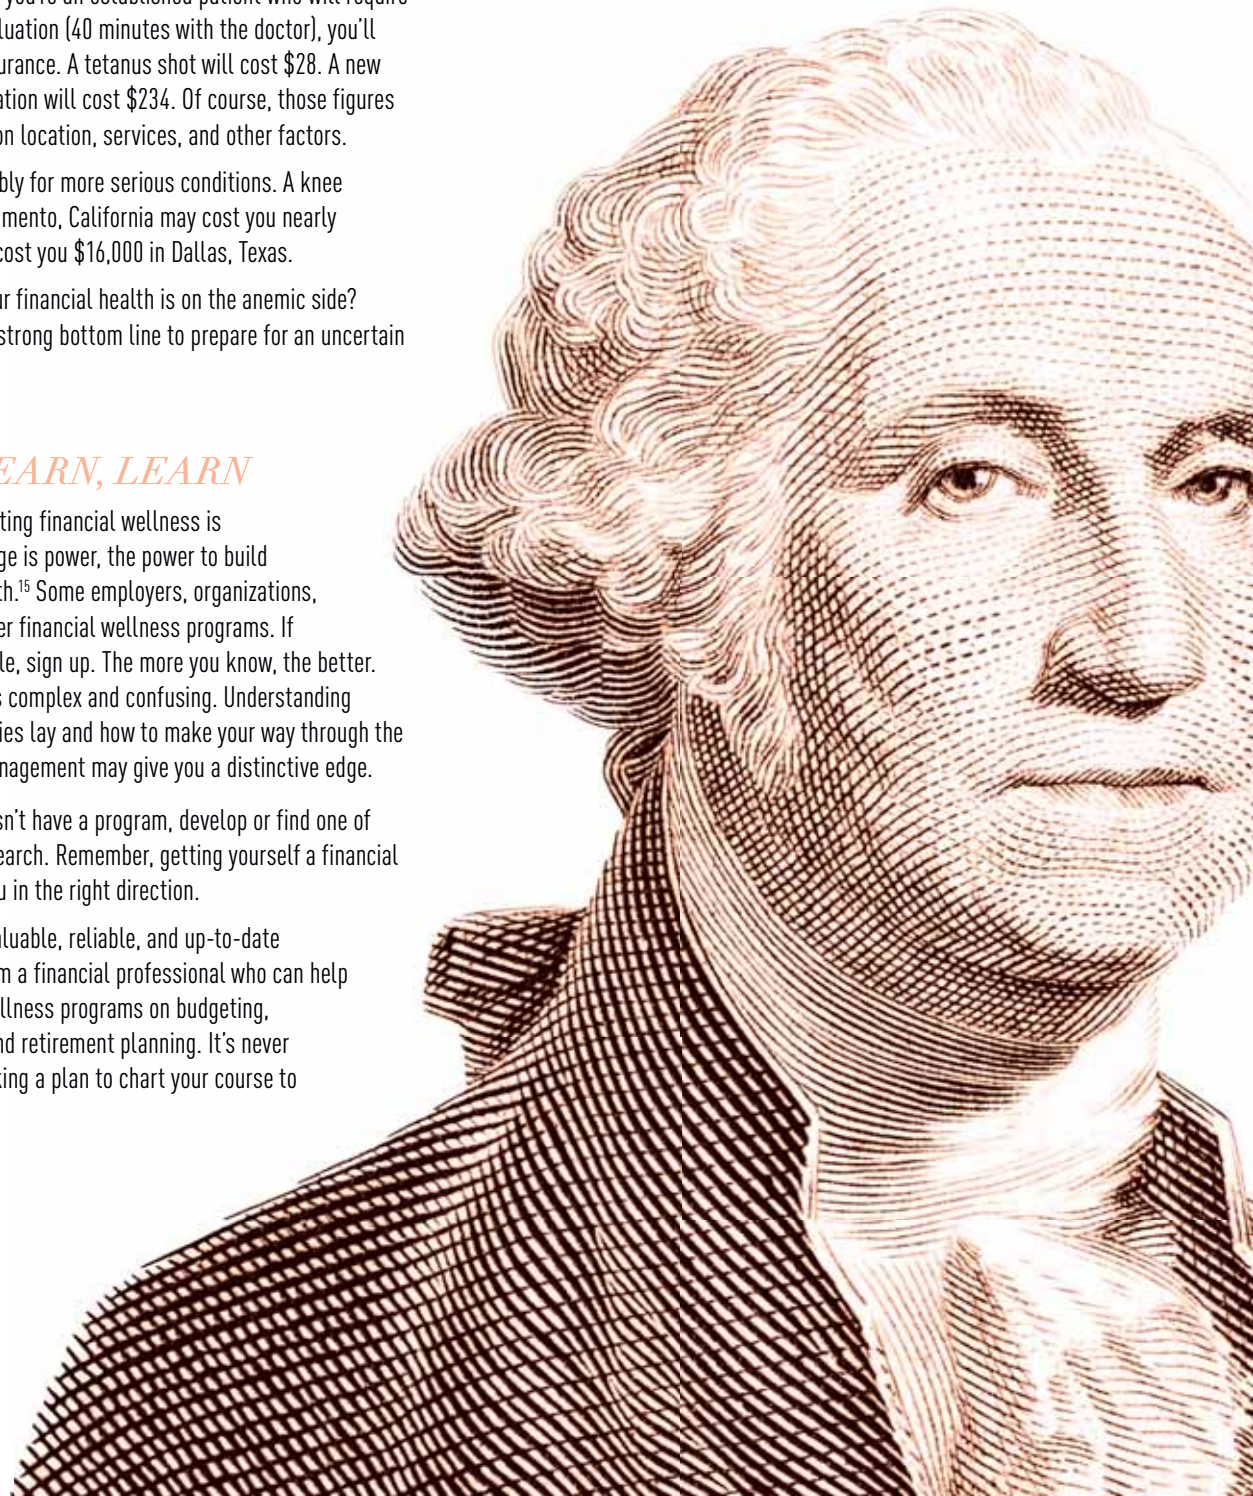 you're an established patient who will require
luation (40 minutes with the doctor), you'll
urance. A tetanus shot will cost $28. A new
ation will cost $234. Of course, those figures
on location, services, and other factors.
bly for more serious conditions. A knee
mento, California may cost you nearly
cost you $16,000 in Dallas, Texas.
ur financial health is on the anemic side?
strong bottom line to prepare for an uncertain
EARN, LEARN
ting financial wellness is
ge is power, the power to build
th.15 Some employers, organizations,
er financial wellness programs. If
le, sign up. The more you know, the better.
s complex and confusing. Understanding
ies lay and how to make your way through the
nagement may give you a distinctive edge.
sn't have a program, develop or find one of
earch. Remember, getting yourself a financial
u in the right direction.
aluable, reliable, and up-to-date
m a financial professional who can help
llness programs on budgeting,
nd retirement planning. It's never
king a plan to chart your course to